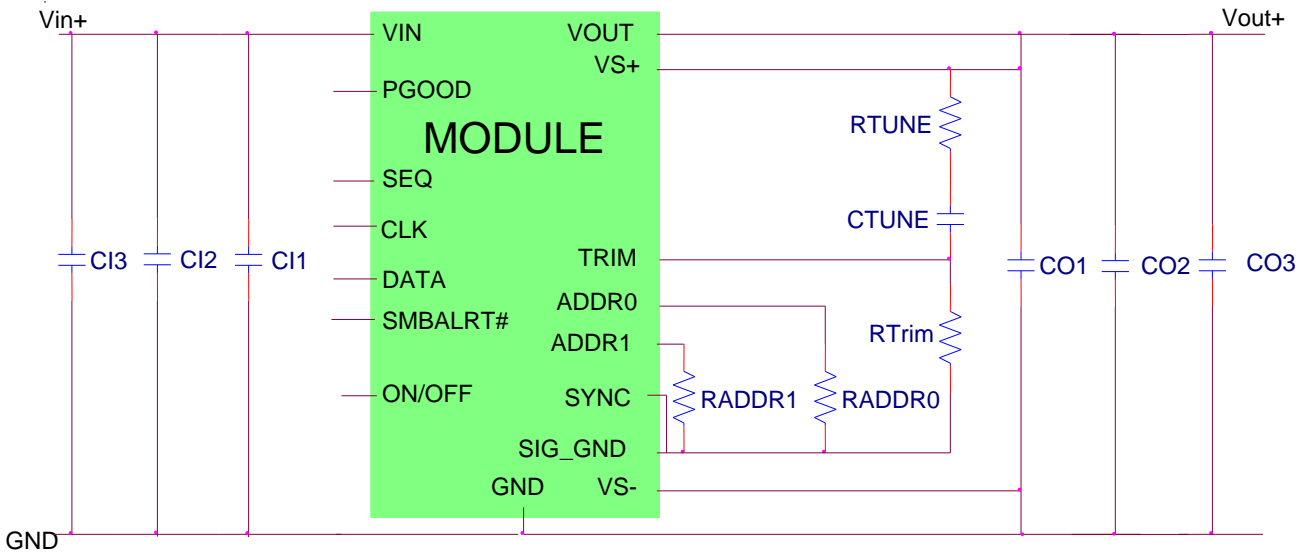 Vin+
VIN
VOUT
Vout+
VS+
PGOOD
MODULE
RTUNE
SEQ
CTUNE
CLK
TRIM
CI3
CI2
CI1
CO1
CO2
CO3
DATA
ADDR0
SMBALRT#
ADDR1
RTrim
ON/OFF
SYNC
RADDR1
RADDR0
SIG_GND
GND
VS-
GND